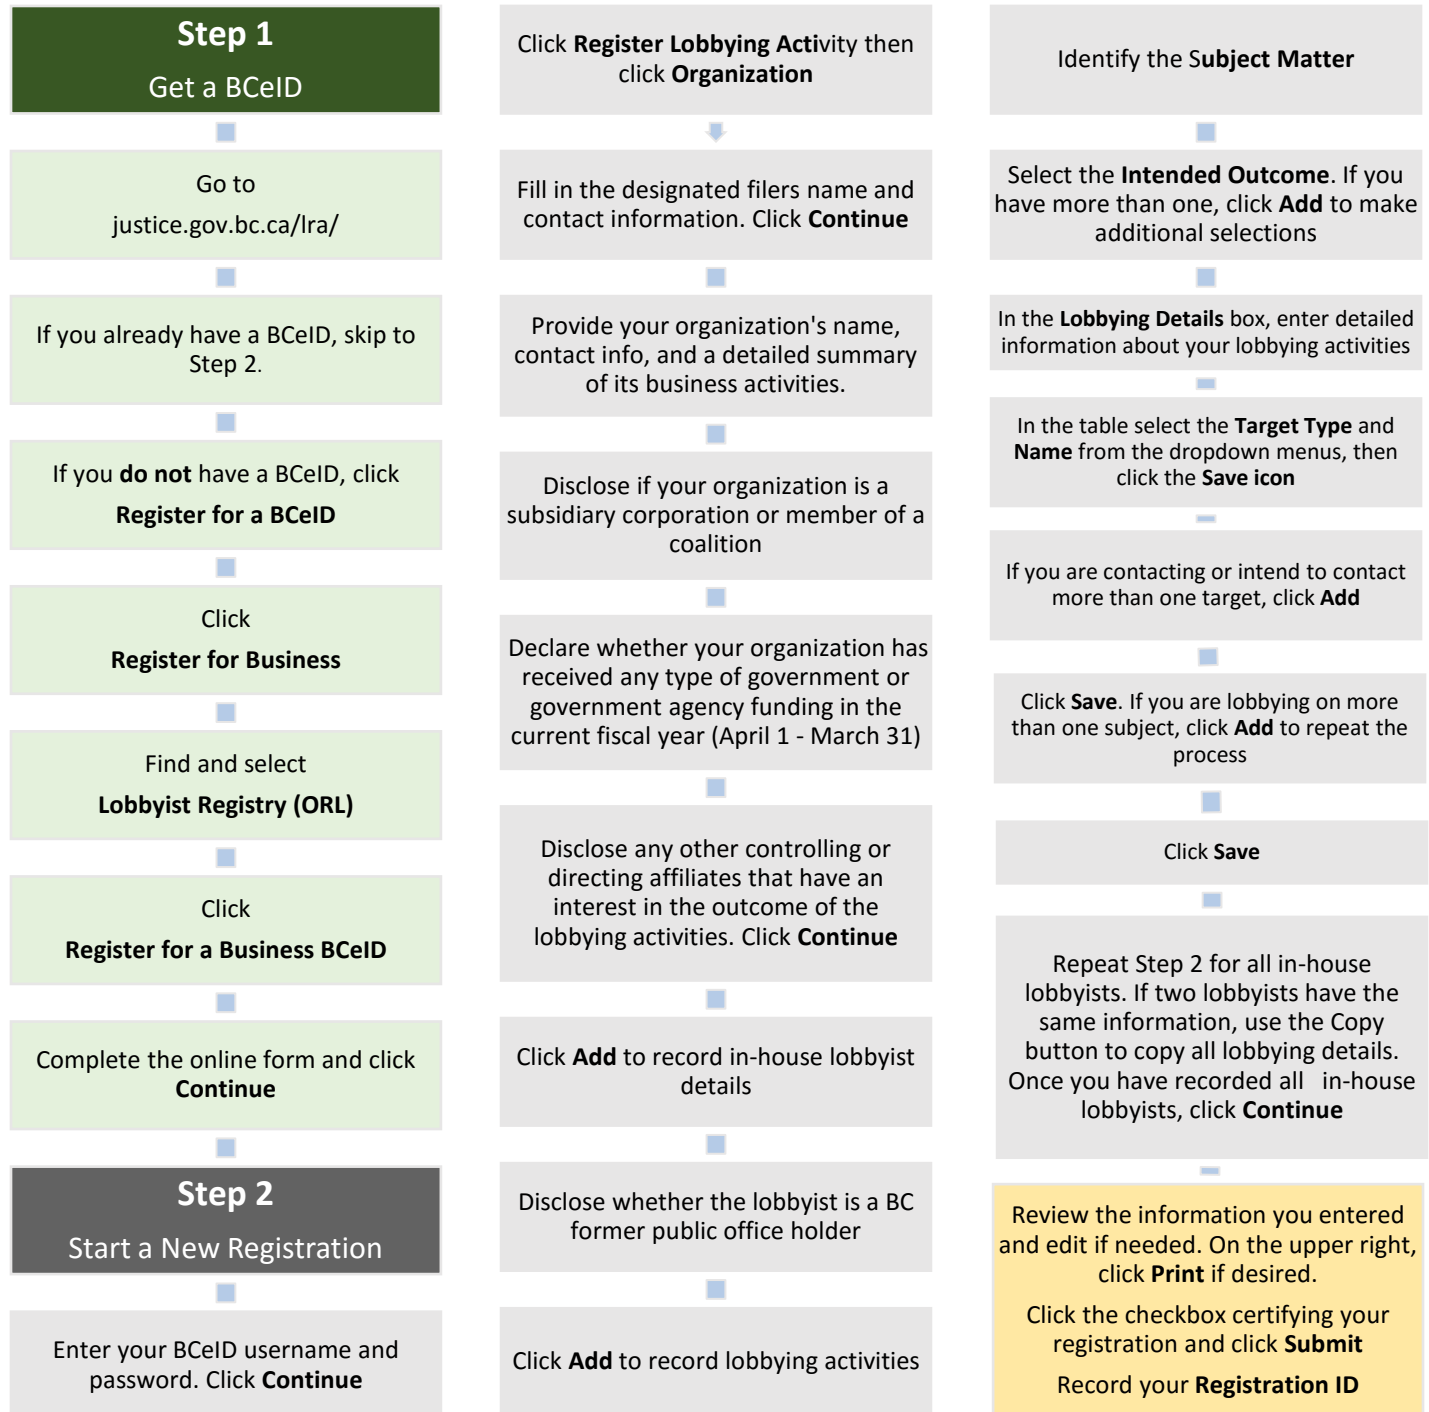 Step 1
Get a BCeID
Go to
justice.gov.bc.ca/lra/
If you already have a BCeID, skip to
Step 2.
If you do not have a BCeID, click
Register for a BCeID
Click
Register for Business
Find and select
Lobbyist Registry (ORL)
Click
Register for a Business BCeID
Complete the online form and click
Continue
Step 2
Start a New Registration
Enter your BCeID username and
password. Click Continue
Click Register Lobbying Activity then
click Organization
Fill in the designated filers name and
contact information. Click Continue
Provide your organization's name,
contact info, and a detailed summary
of its business activities.
Disclose if your organization is a
subsidiary corporation or member of a
coalition
Declare whether your organization has
received any type of government or
government agency funding in the
current fiscal year (April 1 - March 31)
Disclose any other controlling or
directing affiliates that have an
interest in the outcome of the
lobbying activities. Click Continue
Click Add to record in-house lobbyist
details
Disclose whether the lobbyist is a BC
former public office holder
Click Add to record lobbying activities
Identify the Subject Matter
Select the Intended Outcome. If you
have more than one, click Add to make
additional selections
In the Lobbying Details box, enter detailed
information about your lobbying activities
In the table select the Target Type and
Name from the dropdown menus, then
click the Save icon
If you are contacting or intend to contact
more than one target, click Add
Click Save. If you are lobbying on more
than one subject, click Add to repeat the
process
Click Save
Repeat Step 2 for all in-house
lobbyists. If two lobbyists have the
same information, use the Copy
button to copy all lobbying details.
Once you have recorded all in-house
lobbyists, click Continue
Review the information you entered
and edit if needed. On the upper right,
click Print if desired.
Click the checkbox certifying your
registration and click Submit
Record your Registration ID